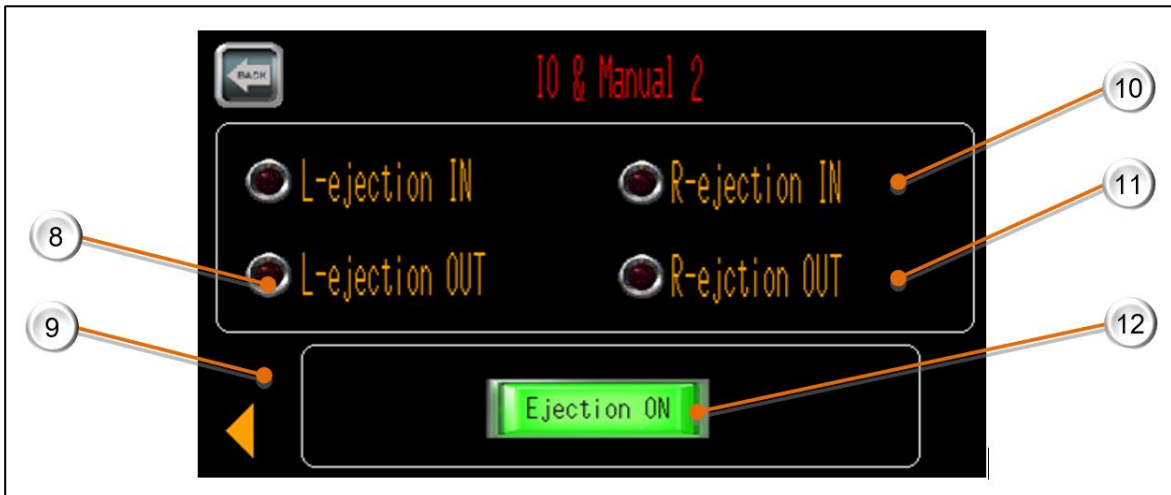 BACK
IO & Manual 2
10
L-ejection IN
R-ejection IN
11
8
L-ejection OUT
R-ejction OUT
9
12
Ejection ON